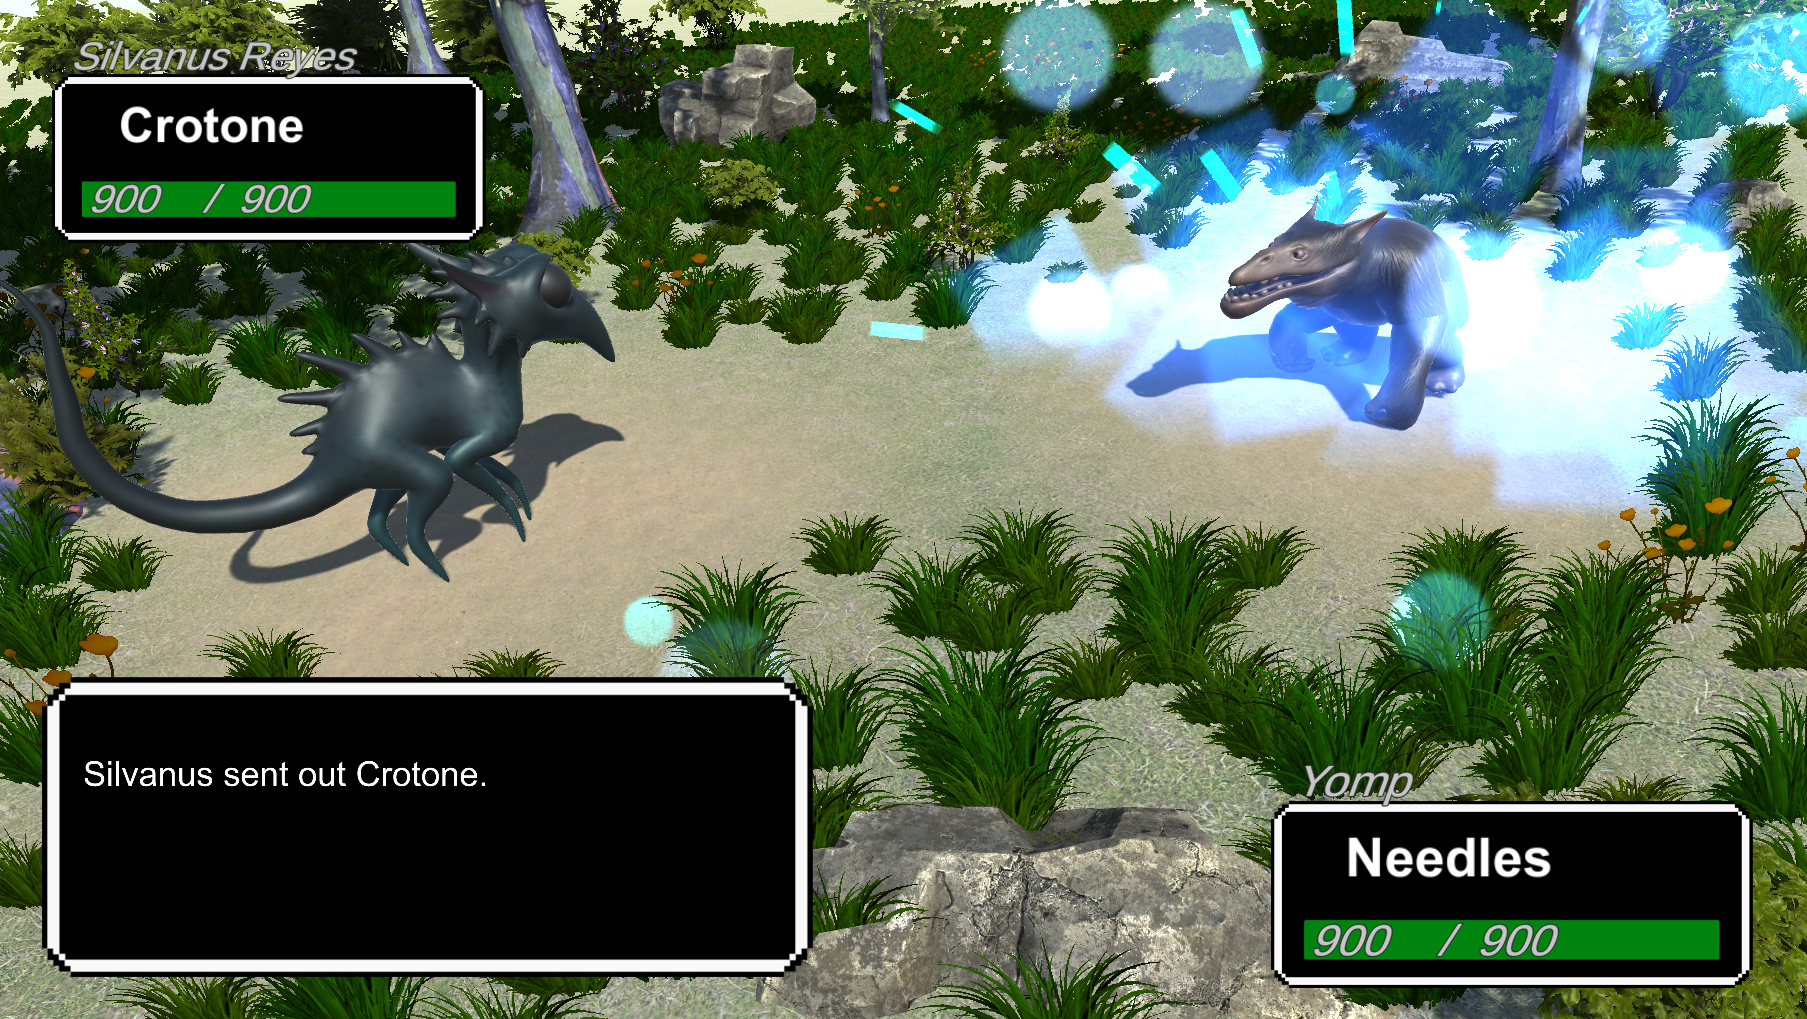 Silvanus Reyes
Crotone
900 / 900
Silvanus sent out Crotone.
Yomp
Needles
900 / 900